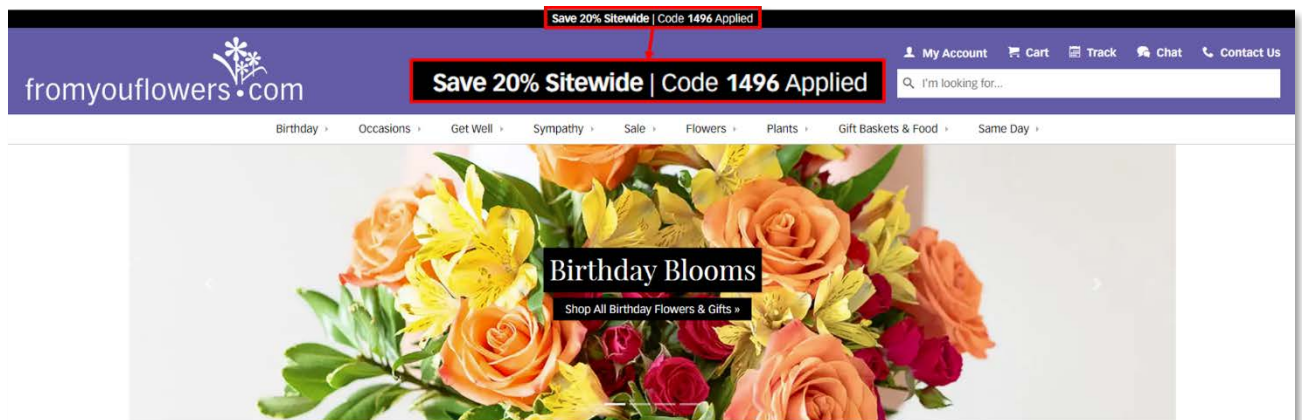 Save 20% Sitewide | Code 1496 Applied
fromyouflowers.com
Save 20% Sitewide | Code 1496 Applied
My Account Cart Track Chat Contact Us
I'm looking for...
Birthday › Occasions › Get Well › Sympathy › Sale › Flowers › Plants › Gift Baskets & Food › Same Day ›
Birthday Blooms
Shop All Birthday Flowers & Gifts »